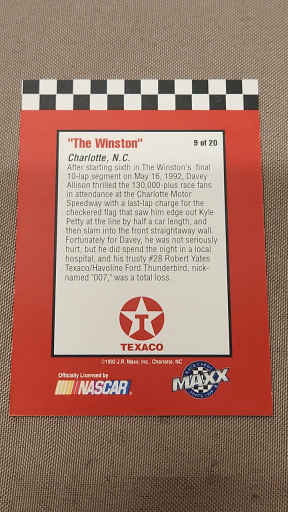 "The Winston"
9 of 20
Charlotte, N.C.
After starting sixth in The Winston's final
10-lap segment on May 16, 1992, Davey
Allison thrilled the 130,000-plus race fans
in attendance at the Charlotte Motor
Speedway with a last-lap charge for the
checkered flag that saw him edge out Kyle
Petty at the line by half a car length, and
then slam into the front straightaway wall.
Fortunately for Davey, he was not seriously
hurt, but he did spend the night in a local
hospital, and his trusty #28 Robert Yates
Texaco/Havoline Ford Thunderbird, nick-
named "007," was a total loss.
T
TEXACO
©1992 J.R. Maxx, Inc., Charlotte, NC
Officially Licensed by
NASCAR
MAXX